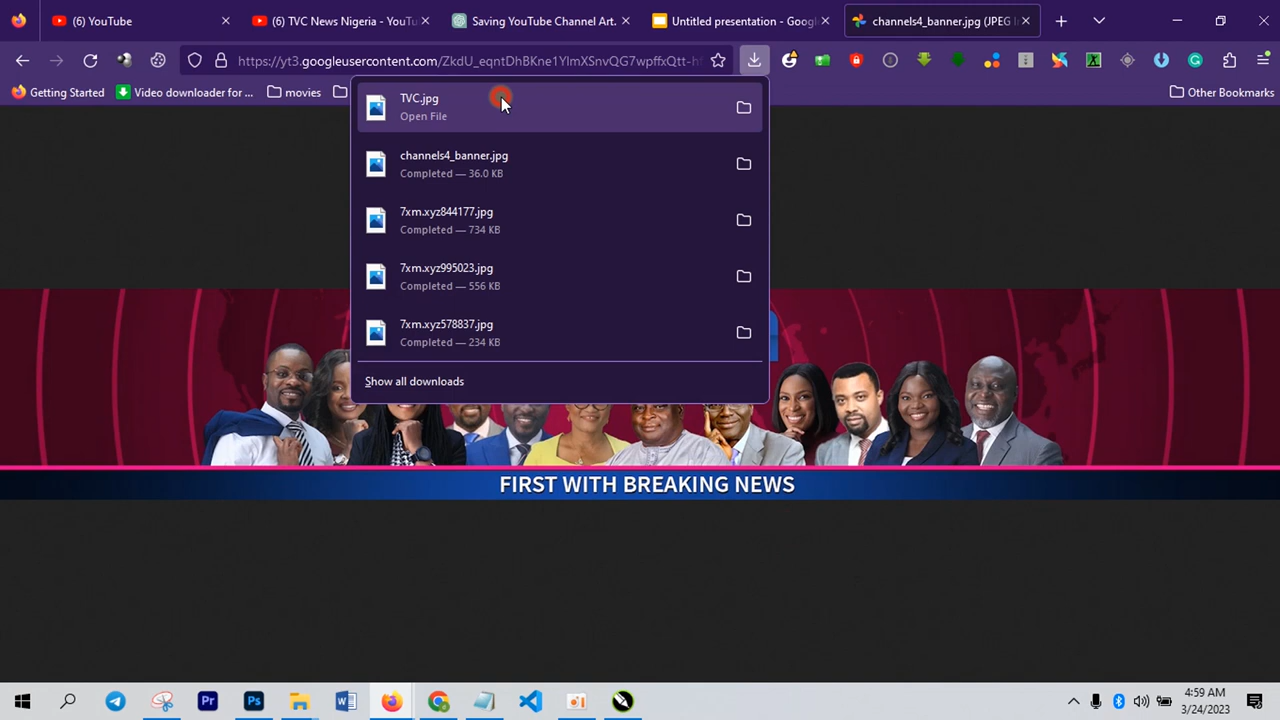 (6) YouTube
(6) TVC News Nigeria - YouTu
Saving YouTube Channel Art.
Untitled presentation - Googl
channels4_banner.jpg (JPEG I
https://yt3.googleusercontent.com/ZkdU_eqntDhBKne1YlmXSnvQG7wpffxQtt-h
Getting Started
Video downloader for ...
movies
Other Bookmarks
TVC.jpg
Open File
channels4_banner.jpg
Completed — 36.0 KB
7xm.xyz844177.jpg
Completed — 734 KB
7xm.xyz995023.jpg
Completed — 556 KB
7xm.xyz578837.jpg
Completed — 234 KB
Show all downloads
FIRST WITH BREAKING NEWS
Pr
Ps
4:59 AM
3/24/2023